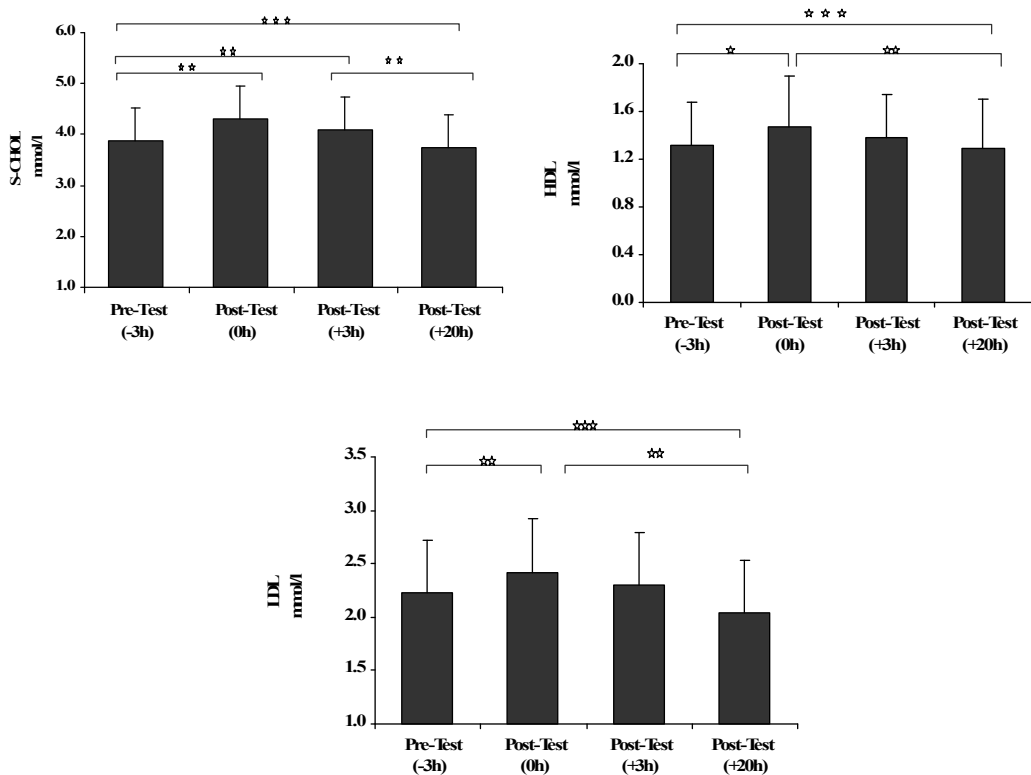 ☆☆☆
6.0
☆☆
☆☆
☆☆
5.0
4.0
3.0
2.0
1.0
S-CHOL
mmol/l
Pre-Test Post-Test Post-Test Post-Test
(-3h) (0h) (+3h) (+20h)
☆☆☆
2.0
☆
☆☆
1.6
1.2
0.8
0.4
0.0
HDL
mmol/l
Pre-Test Post-Test Post-Test Post-Test
(-3h) (0h) (+3h) (+20h)
☆☆☆
3.5
☆☆
☆☆
3.0
2.5
2.0
1.5
1.0
LDL
mmol/l
Pre-Test Post-Test Post-Test Post-Test
(-3h) (0h) (+3h) (+20h)